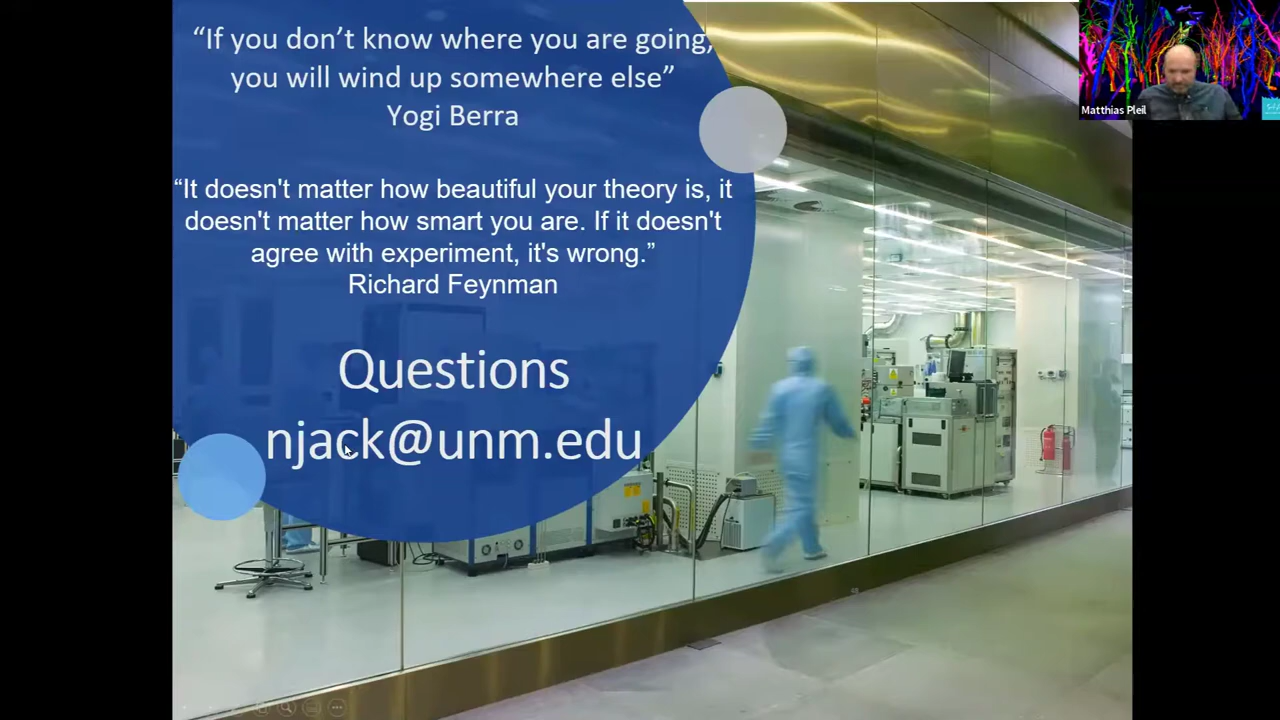 “If you don’t know where you are going,
you will wind up somewhere else”
Yogi Berra
“It doesn't matter how beautiful your theory is, it
doesn't matter how smart you are. If it doesn't
agree with experiment, it's wrong.”
Richard Feynman
Questions
njack@unm.edu
Matthias Pleil